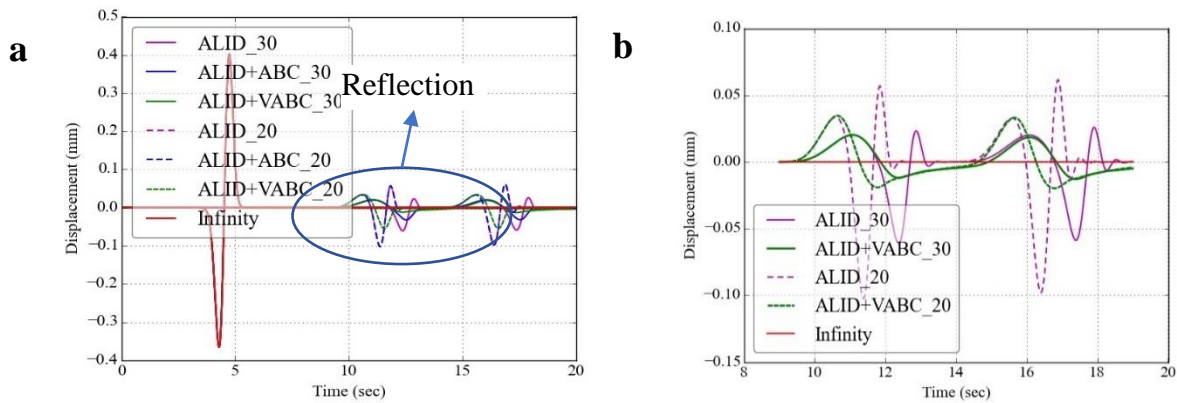 a
0.5
0.4
0.3
0.2
0.1
0.0
−0.1
−0.2
−0.3
−0.4
Displacement (mm)
ALID_30
ALID+ABC_30
ALID+VABC_30
ALID_20
ALID+ABC_20
ALID+VABC_20
Infinity
Reflection
0 5 10 15 20
Time (sec)
b
0.10
0.05
0.00
−0.05
−0.10
−0.15
Displacement (mm)
ALID_30
ALID+VABC_30
ALID_20
ALID+VABC_20
Infinity
8 10 12 14 16 18 20
Time (sec)